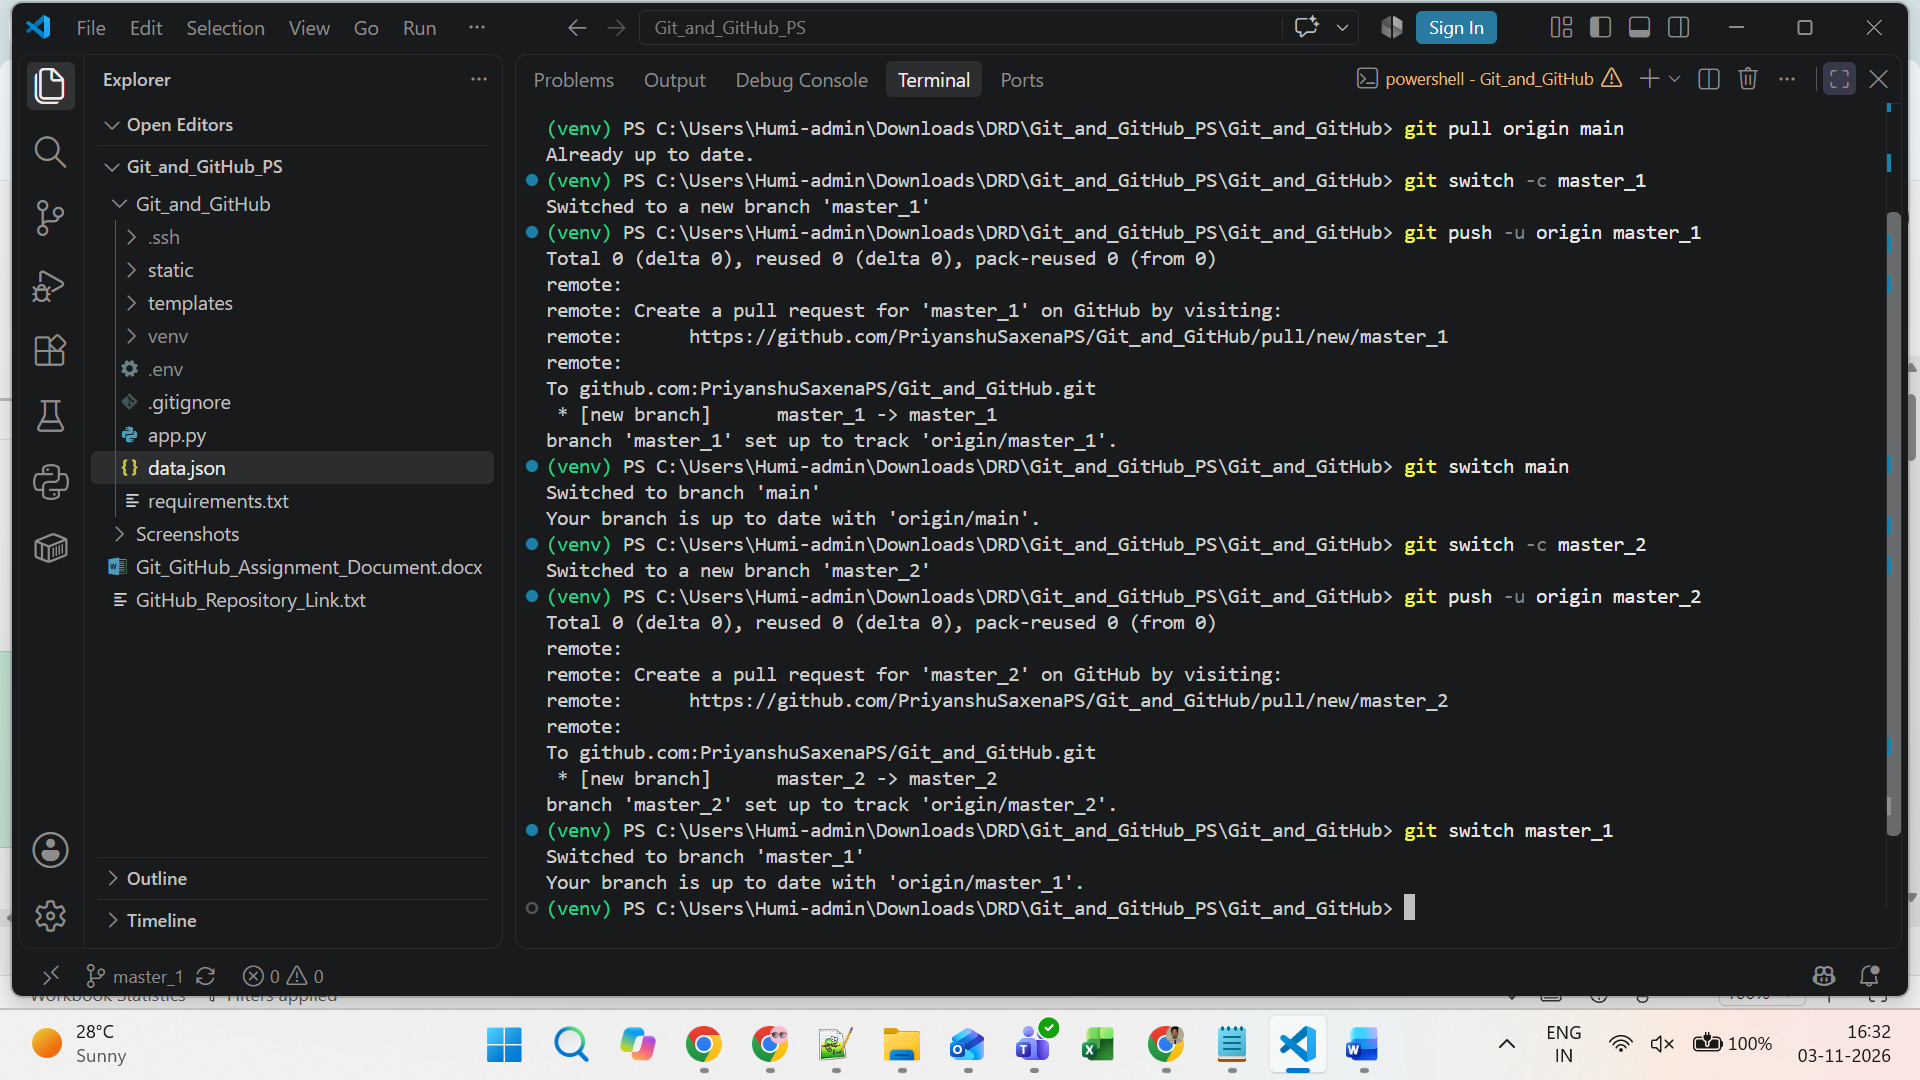 File Edit Selection View Go Run ···
Git_and_GitHub_PS
Sign In
Explorer
Open Editors
Git_and_GitHub_PS
Git_and_GitHub
.ssh
static
templates
venv
.env
.gitignore
app.py
{} data.json
requirements.txt
Screenshots
Git_GitHub_Assignment_Document.docx
GitHub_Repository_Link.txt
Outline
Timeline
Problems Output Debug Console Terminal Ports
powershell - Git_and_GitHub
(venv) PS C:\Users\Humi-admin\Downloads\DRD\Git_and_GitHub_PS\Git_and_GitHub> git pull origin main
Already up to date.
(venv) PS C:\Users\Humi-admin\Downloads\DRD\Git_and_GitHub_PS\Git_and_GitHub> git switch -c master_1
Switched to a new branch 'master_1'
(venv) PS C:\Users\Humi-admin\Downloads\DRD\Git_and_GitHub_PS\Git_and_GitHub> git push -u origin master_1
Total 0 (delta 0), reused 0 (delta 0), pack-reused 0 (from 0)
remote:
remote: Create a pull request for 'master_1' on GitHub by visiting:
remote:      https://github.com/PriyanshuSaxenaPS/Git_and_GitHub/pull/new/master_1
remote:
To github.com:PriyanshuSaxenaPS/Git_and_GitHub.git
 * [new branch]      master_1 -> master_1
branch 'master_1' set up to track 'origin/master_1'.
(venv) PS C:\Users\Humi-admin\Downloads\DRD\Git_and_GitHub_PS\Git_and_GitHub> git switch main
Switched to branch 'main'
Your branch is up to date with 'origin/main'.
(venv) PS C:\Users\Humi-admin\Downloads\DRD\Git_and_GitHub_PS\Git_and_GitHub> git switch -c master_2
Switched to a new branch 'master_2'
(venv) PS C:\Users\Humi-admin\Downloads\DRD\Git_and_GitHub_PS\Git_and_GitHub> git push -u origin master_2
Total 0 (delta 0), reused 0 (delta 0), pack-reused 0 (from 0)
remote:
remote: Create a pull request for 'master_2' on GitHub by visiting:
remote:      https://github.com/PriyanshuSaxenaPS/Git_and_GitHub/pull/new/master_2
remote:
To github.com:PriyanshuSaxenaPS/Git_and_GitHub.git
 * [new branch]      master_2 -> master_2
branch 'master_2' set up to track 'origin/master_2'.
(venv) PS C:\Users\Humi-admin\Downloads\DRD\Git_and_GitHub_PS\Git_and_GitHub> git switch master_1
Switched to branch 'master_1'
Your branch is up to date with 'origin/master_1'.
(venv) PS C:\Users\Humi-admin\Downloads\DRD\Git_and_GitHub_PS\Git_and_GitHub>
master_1 0 0
Workbook Statistics Filters applied
28°C
Sunny
ENG
IN
100%
16:32
03-11-2026